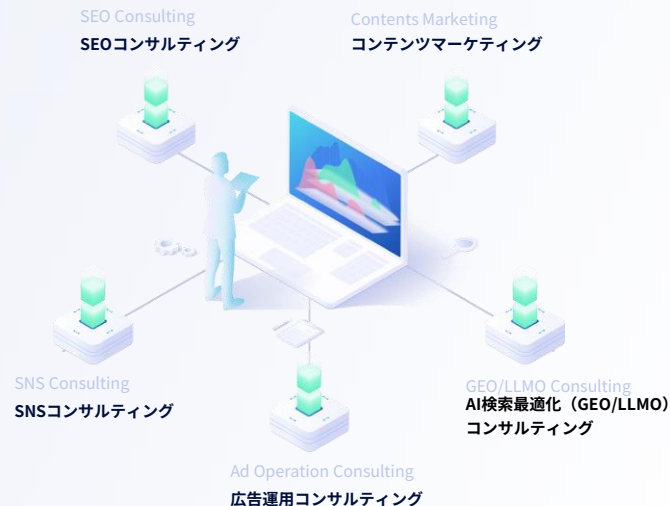 SEO Consulting
SEOコンサルティング
Contents Marketing
コンテンツマーケティング
SNS Consulting
SNSコンサルティング
GEO/LLMO Consulting
AI検索最適化（GEO/LLMO）
コンサルティング
Ad Operation Consulting
広告運用コンサルティング